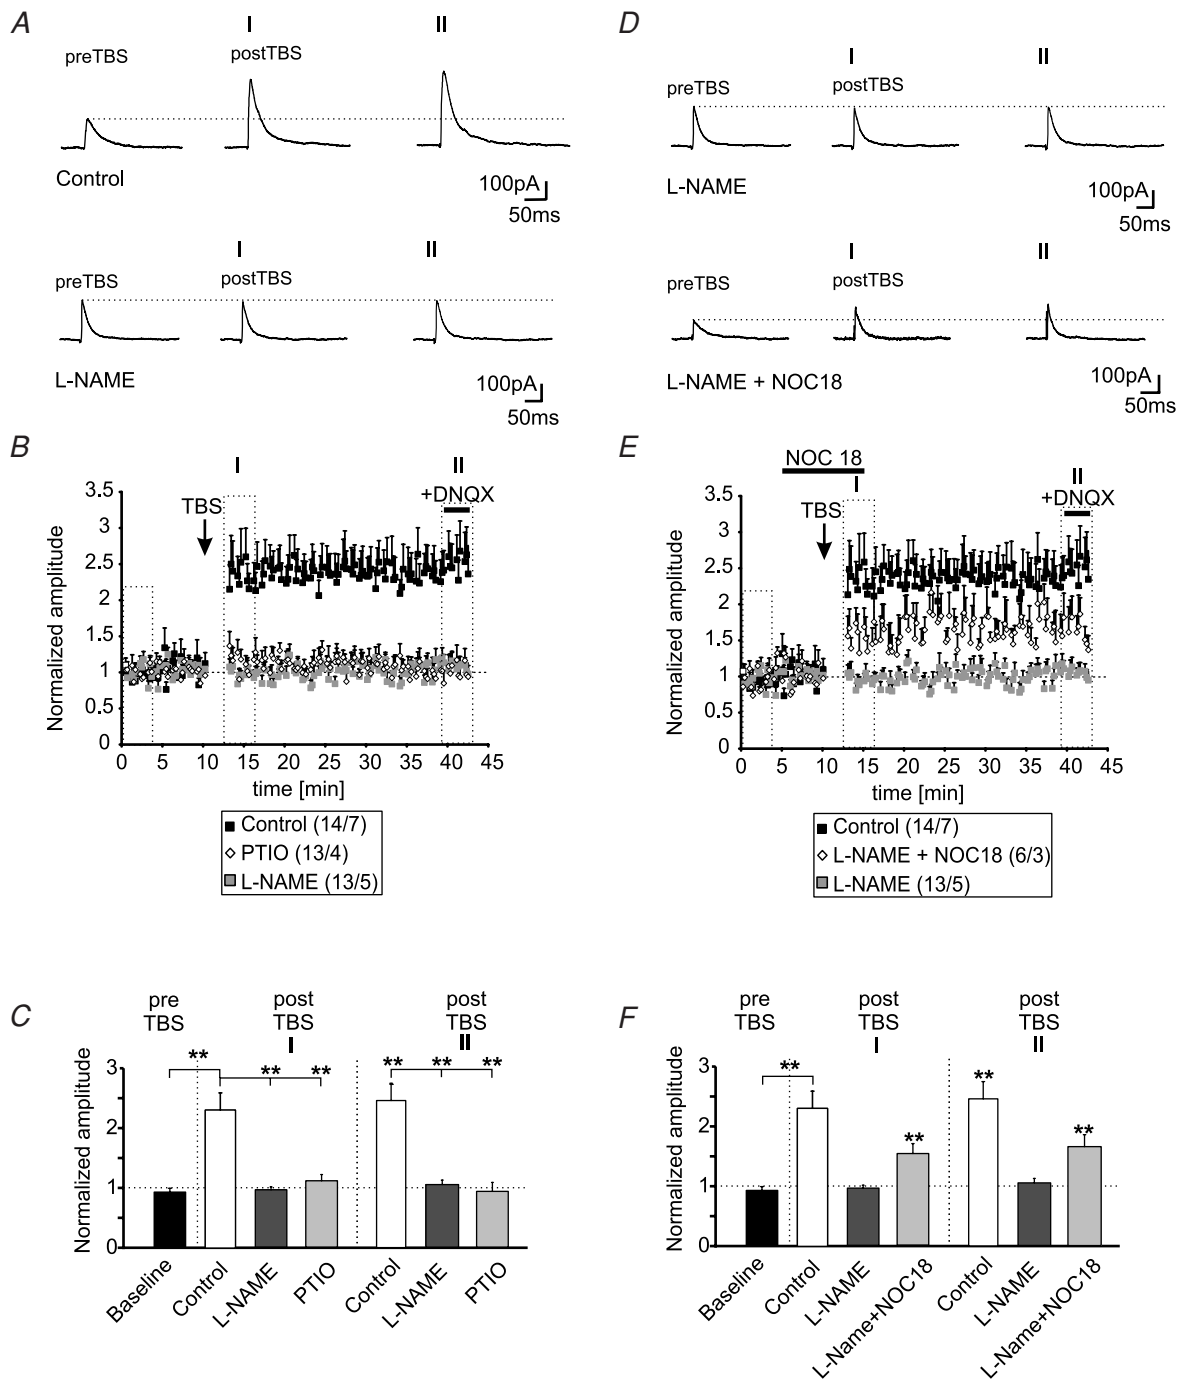 A
I
II
preTBS
postTBS
Control
100pA
50ms
I
II
preTBS
postTBS
L-NAME
100pA
50ms
B
I
II
+DNQX
TBS
Normalized amplitude
3.5
3
2.5
2
1.5
1
0.5
0
0 5 10 15 20 25 30 35 40 45
time [min]
Control (14/7)
PTIO (13/4)
L-NAME (13/5)
C
pre TBS
post TBS I
post TBS II
** ** ** ** ** **
Normalized amplitude
3
2
1
0
Baseline
Control
L-NAME
PTIO
Control
L-NAME
PTIO
D
I
II
preTBS
postTBS
L-NAME
100pA
50ms
I
II
preTBS
postTBS
L-NAME + NOC18
100pA
50ms
E
NOC 18
I
II
+DNQX
TBS
Normalized amplitude
3.5
3
2.5
2
1.5
1
0.5
0
0 5 10 15 20 25 30 35 40 45
time [min]
Control (14/7)
L-NAME + NOC18 (6/3)
L-NAME (13/5)
F
pre TBS
post TBS I
post TBS II
** ** ** **
Normalized amplitude
3
2
1
0
Baseline
Control
L-NAME
L-Name+NOC18
Control
L-NAME
L-Name+NOC18